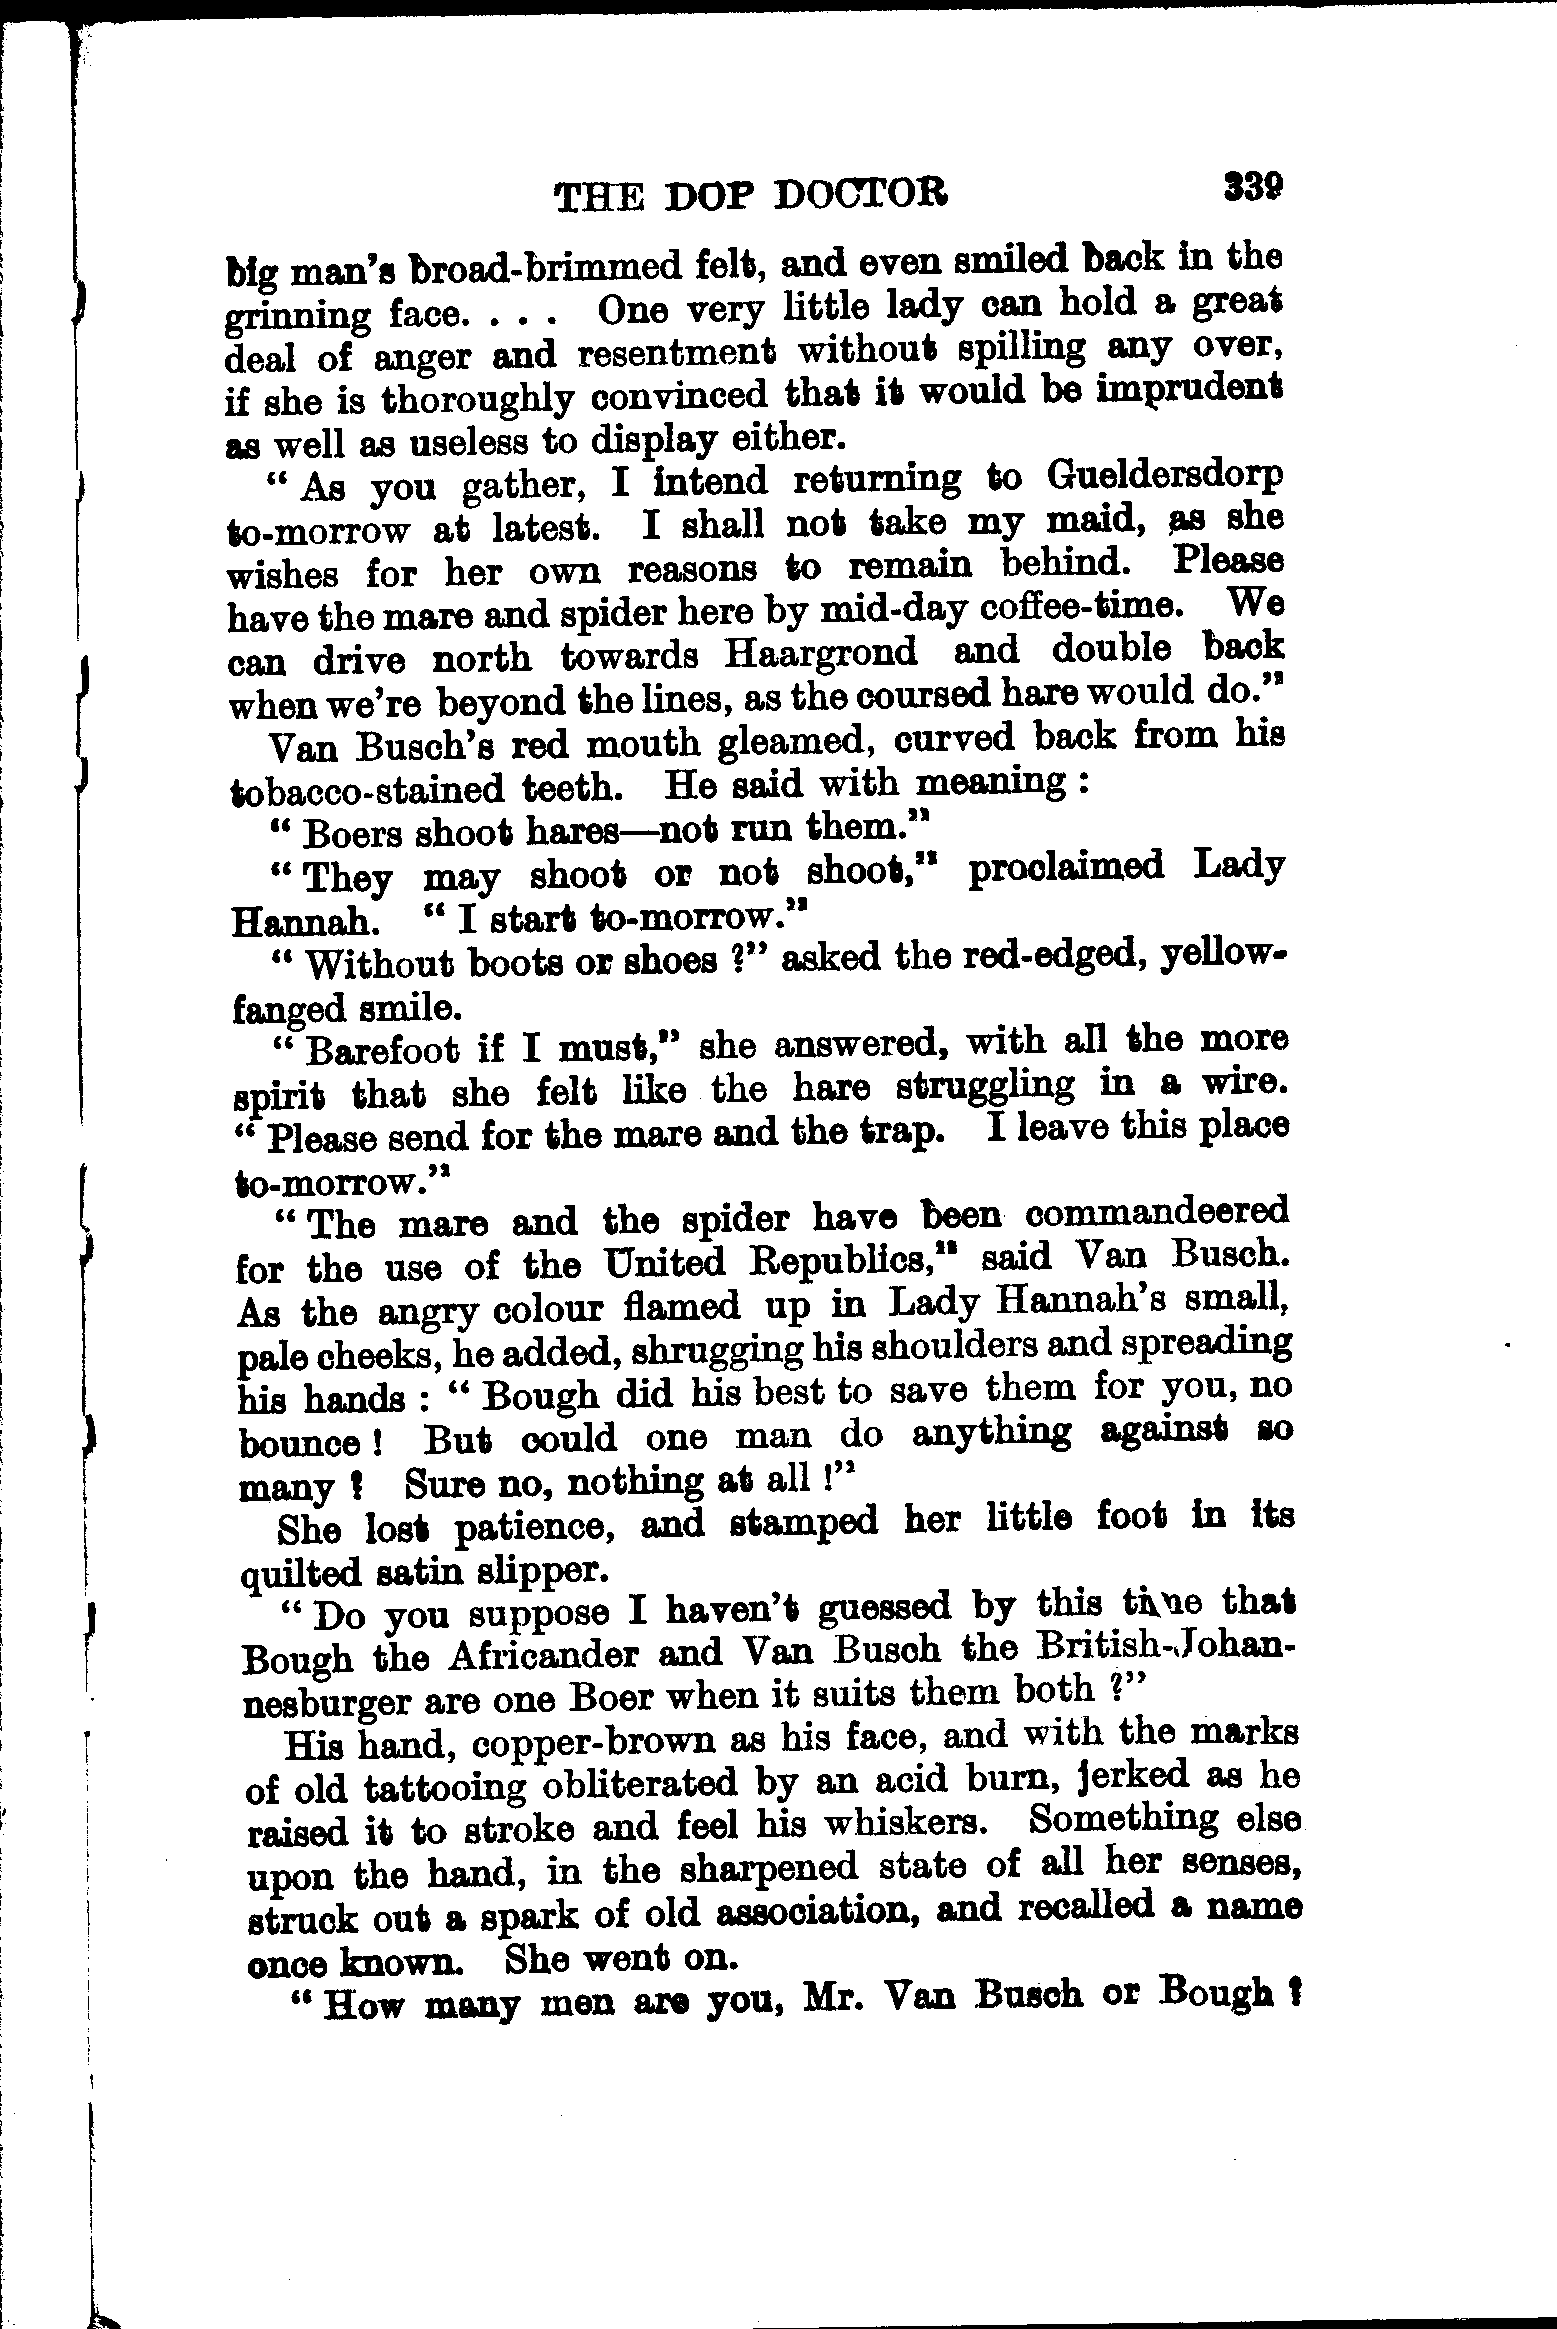 THE DOP DOCTOR 339
big man's broad-brimmed felt, and even smiled back in the
grinning face. . . . One very little lady can hold a great
deal of anger and resentment without spilling any over,
if she is thoroughly convinced that it would be imprudent
as well as useless to display either.
“ As you gather, I intend returning to Gueldersdorp
to-morrow at latest. I shall not take my maid, as she
wishes for her own reasons to remain behind. Please
have the mare and spider here by mid-day coffee-time. We
can drive north towards Haargrond and double back
when we're beyond the lines, as the coursed hare would do.”
Van Busch's red mouth gleamed, curved back from his
tobacco-stained teeth. He said with meaning :
“ Boers shoot hares—not run them.”
“ They may shoot or not shoot,” proclaimed Lady
Hannah. “ I start to-morrow.”
“ Without boots or shoes ?” asked the red-edged, yellow-
fanged smile.
“ Barefoot if I must,” she answered, with all the more
spirit that she felt like the hare struggling in a wire.
“ Please send for the mare and the trap. I leave this place
to-morrow.”
“ The mare and the spider have been commandeered
for the use of the United Republics,” said Van Busch.
As the angry colour flamed up in Lady Hannah's small,
pale cheeks, he added, shrugging his shoulders and spreading
his hands : “ Bough did his best to save them for you, no
bounce ! But could one man do anything against so
many ? Sure no, nothing at all !”
She lost patience, and stamped her little foot in its
quilted satin slipper.
“ Do you suppose I haven't guessed by this time that
Bough the Africander and Van Busch the British-Johan-
nesburger are one Boer when it suits them both ?”
His hand, copper-brown as his face, and with the marks
of old tattooing obliterated by an acid burn, jerked as he
raised it to stroke and feel his whiskers. Something else
upon the hand, in the sharpened state of all her senses,
struck out a spark of old association, and recalled a name
once known. She went on.
“ How many men are you, Mr. Van Busch or Bough ?